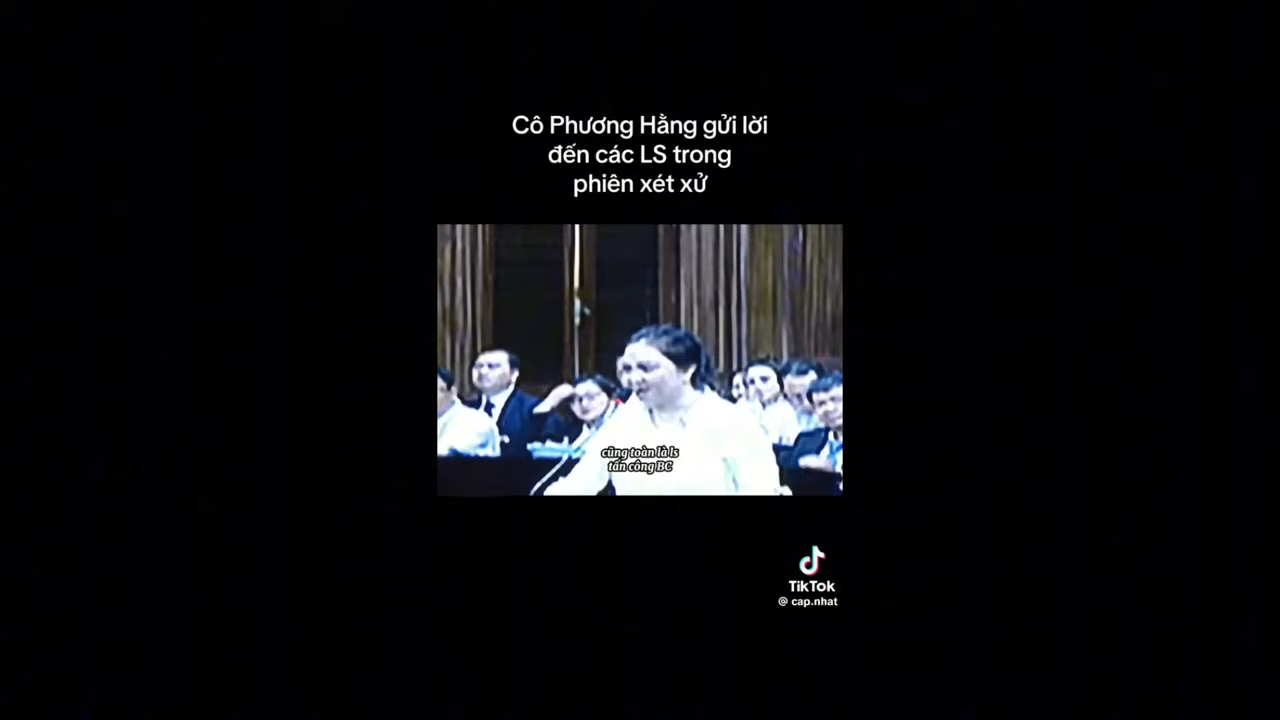 Cô Phương Hằng gửi lời
đến các LS trong
phiên xét xử
cũng toàn là ls
tấn công BC
TikTok
@ cap.nhat